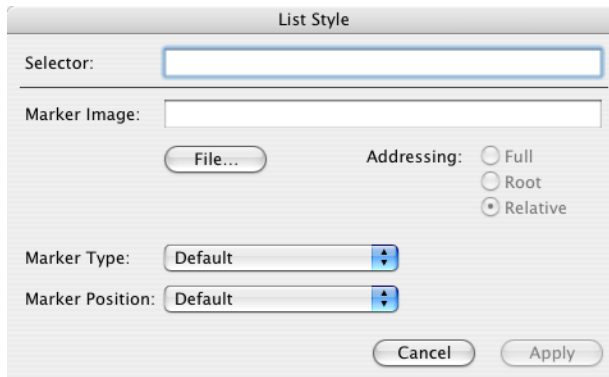 List Style
Selector:
Marker Image:
File... Addressing: Full
Root
Relative
Marker Type: Default
Marker Position: Default
Cancel Apply